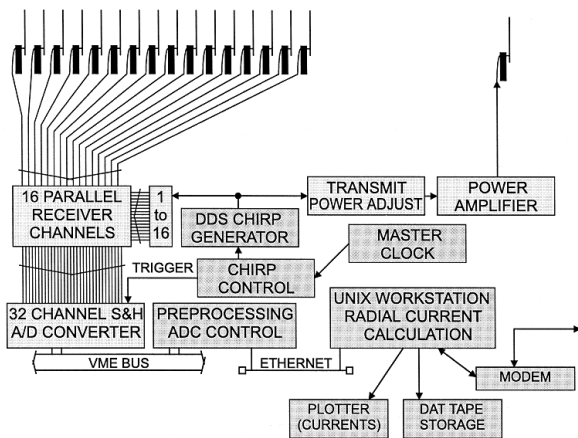 16 PARALLEL
RECEIVER
CHANNELS
1
to
16
TRANSMIT
POWER ADJUST
POWER
AMPLIFIER
DDS CHIRP
GENERATOR
MASTER
CLOCK
TRIGGER
CHIRP
CONTROL
32 CHANNEL S&H
A/D CONVERTER
PREPROCESSING
ADC CONTROL
UNIX WORKSTATION
RADIAL CURRENT
CALCULATION
VME BUS
ETHERNET
MODEM
PLOTTER
(CURRENTS)
DAT TAPE
STORAGE